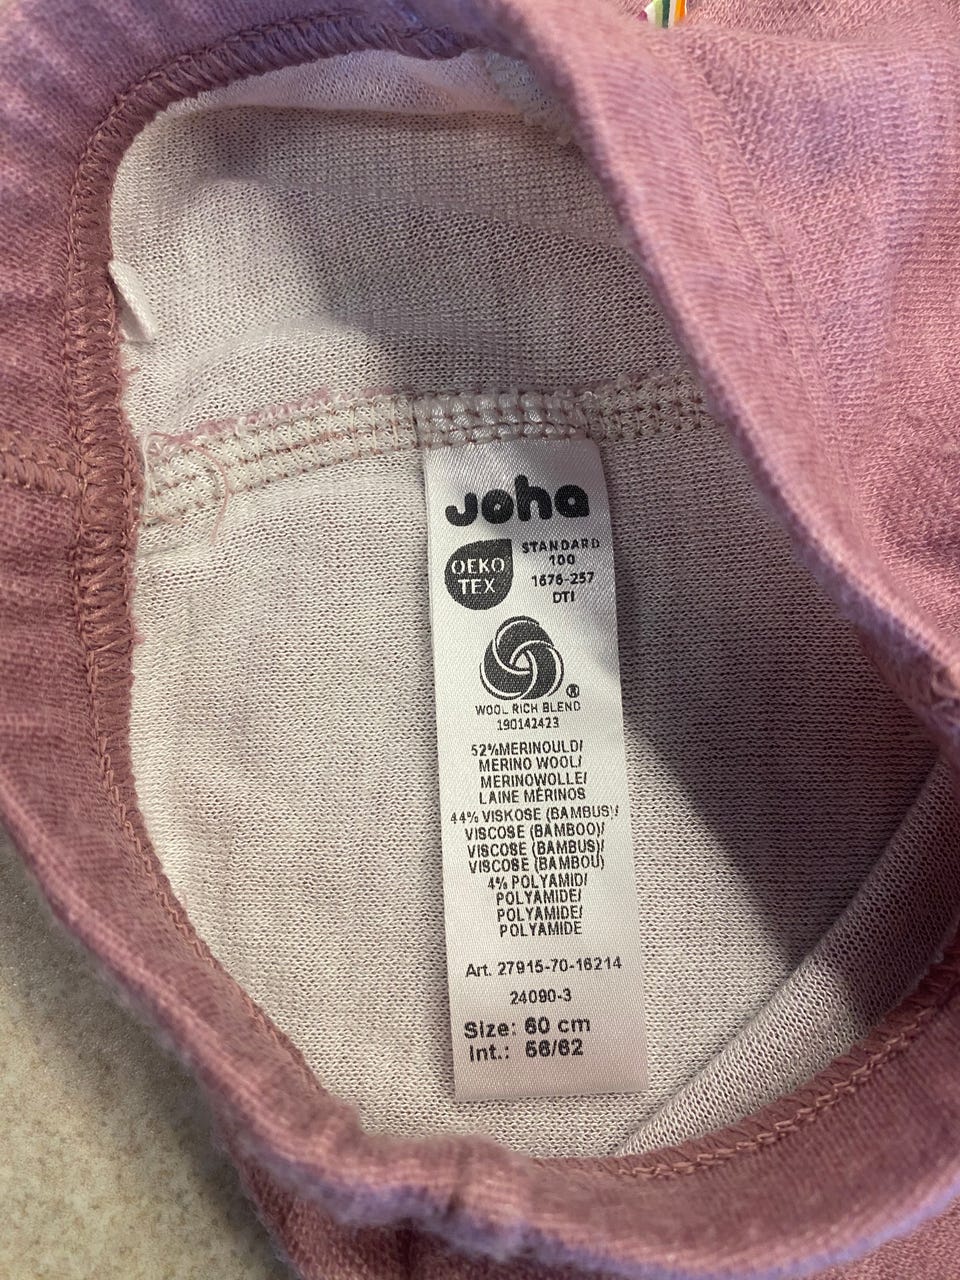 Joha
OEKO
TEX
STANDARD
100
1676-257
DTI
®
WOOL RICH BLEND
190142423
52%MERINOULD/
MERINO WOOL/
MERINOWOLLE/
LAINE MERINOS
44% VISKOSE (BAMBUS)/
VISCOSE (BAMBOO)/
VISCOSE (BAMBUS)/
VISCOSE (BAMBOU)
4% POLYAMID/
POLYAMIDE/
POLYAMIDE/
POLYAMIDE
Art. 27915-70-16214
24090-3
Size: 60 cm
Int.: 56/62